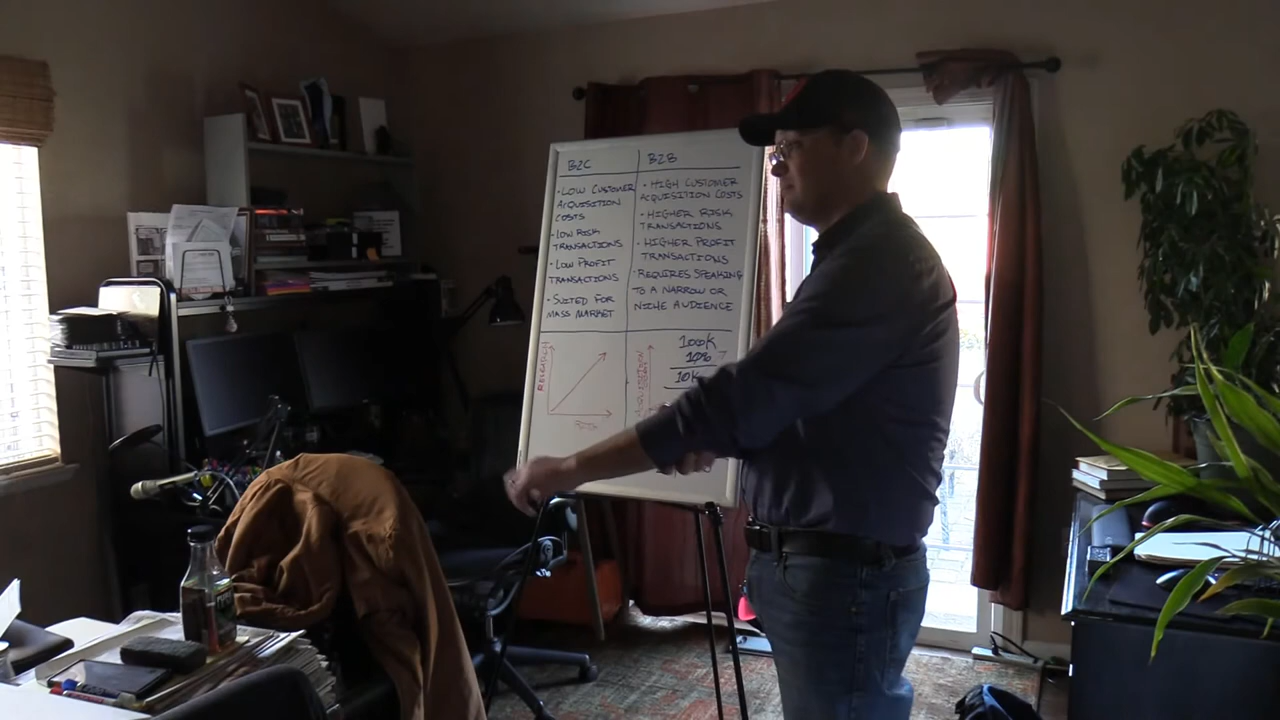 B2C
• LOW CUSTOMER
ACQUISITION
COSTS
• LOW RISK
TRANSACTIONS
• LOW PROFIT
TRANSACTIONS
• SUITED FOR
MASS MARKET
B2B
• HIGH CUSTOMER
ACQUISITION COSTS
• HIGHER RISK
TRANSACTIONS
• HIGHER PROFIT
TRANSACTIONS
• REQUIRES SPEAKING
TO A NARROW OR
NICHE AUDIENCE
100K
10%
10K